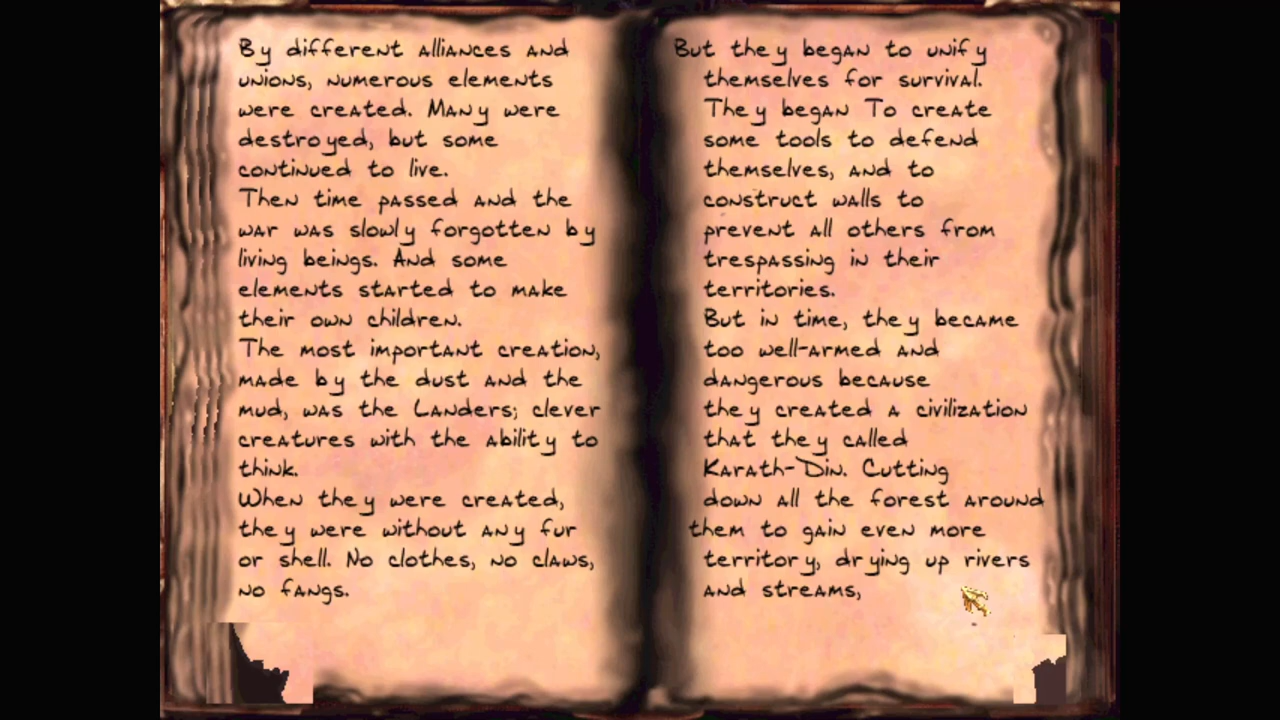 By different alliances and
unions, numerous elements
were created. Many were
destroyed, but some
continued to live.
Then time passed and the
war was slowly forgotten by
living beings. And some
elements started to make
their own children.
The most important creation,
made by the dust and the
mud, was the Landers; clever
creatures with the ability to
think.
When they were created,
they were without any fur
or shell. No clothes, no claws,
no fangs.
But they began to unify
themselves for survival.
They began To create
some tools to defend
themselves, and to
construct walls to
prevent all others from
trespassing in their
territories.
But in time, they became
too well-armed and
dangerous because
they created a civilization
that they called
Karath-Din. Cutting
down all the forest around
them to gain even more
territory, drying up rivers
and streams,